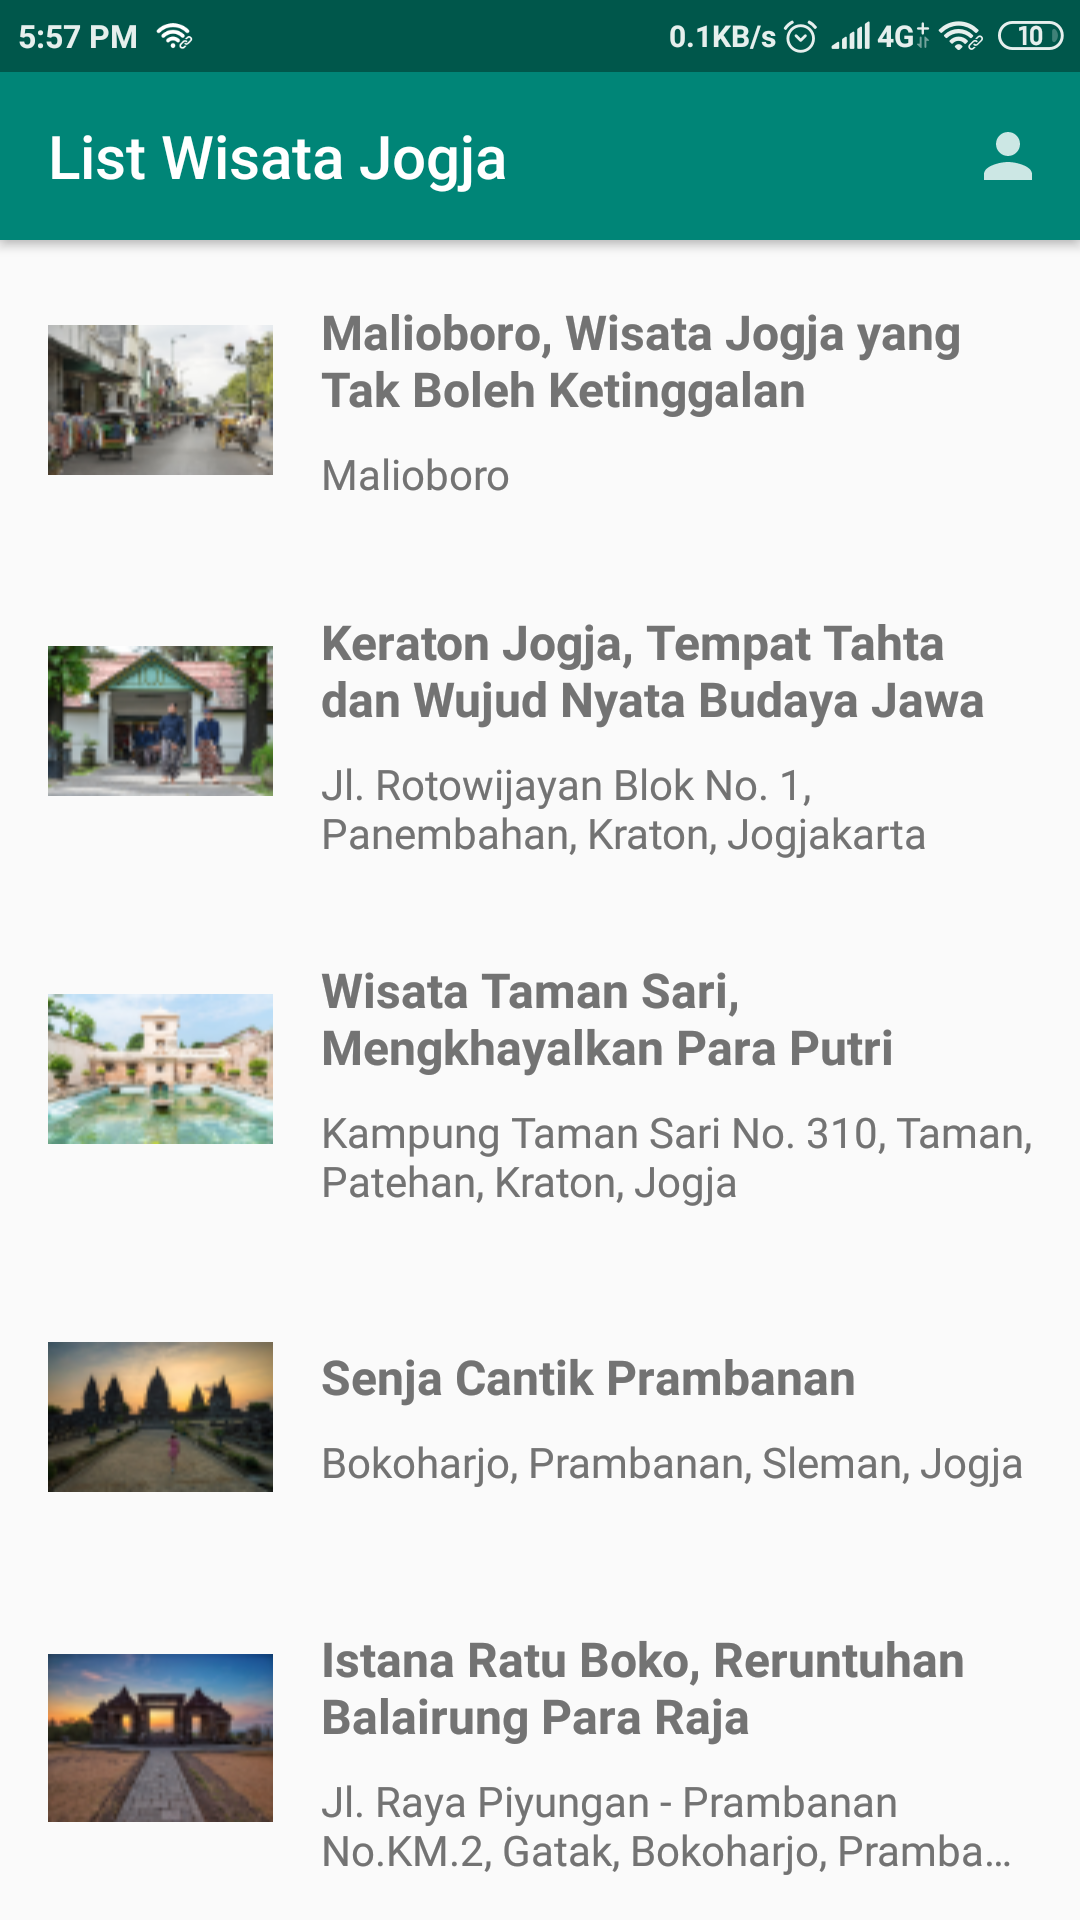 5:57 PM 0.1KB/s 4G+ 10
List Wisata Jogja
Malioboro, Wisata Jogja yang
Tak Boleh Ketinggalan
Malioboro
Keraton Jogja, Tempat Tahta
dan Wujud Nyata Budaya Jawa
Jl. Rotowijayan Blok No. 1,
Panembahan, Kraton, Jogjakarta
Wisata Taman Sari,
Mengkhayalkan Para Putri
Kampung Taman Sari No. 310, Taman,
Patehan, Kraton, Jogja
Senja Cantik Prambanan
Bokoharjo, Prambanan, Sleman, Jogja
Istana Ratu Boko, Reruntuhan
Balairung Para Raja
Jl. Raya Piyungan - Prambanan
No.KM.2, Gatak, Bokoharjo, Pramba…